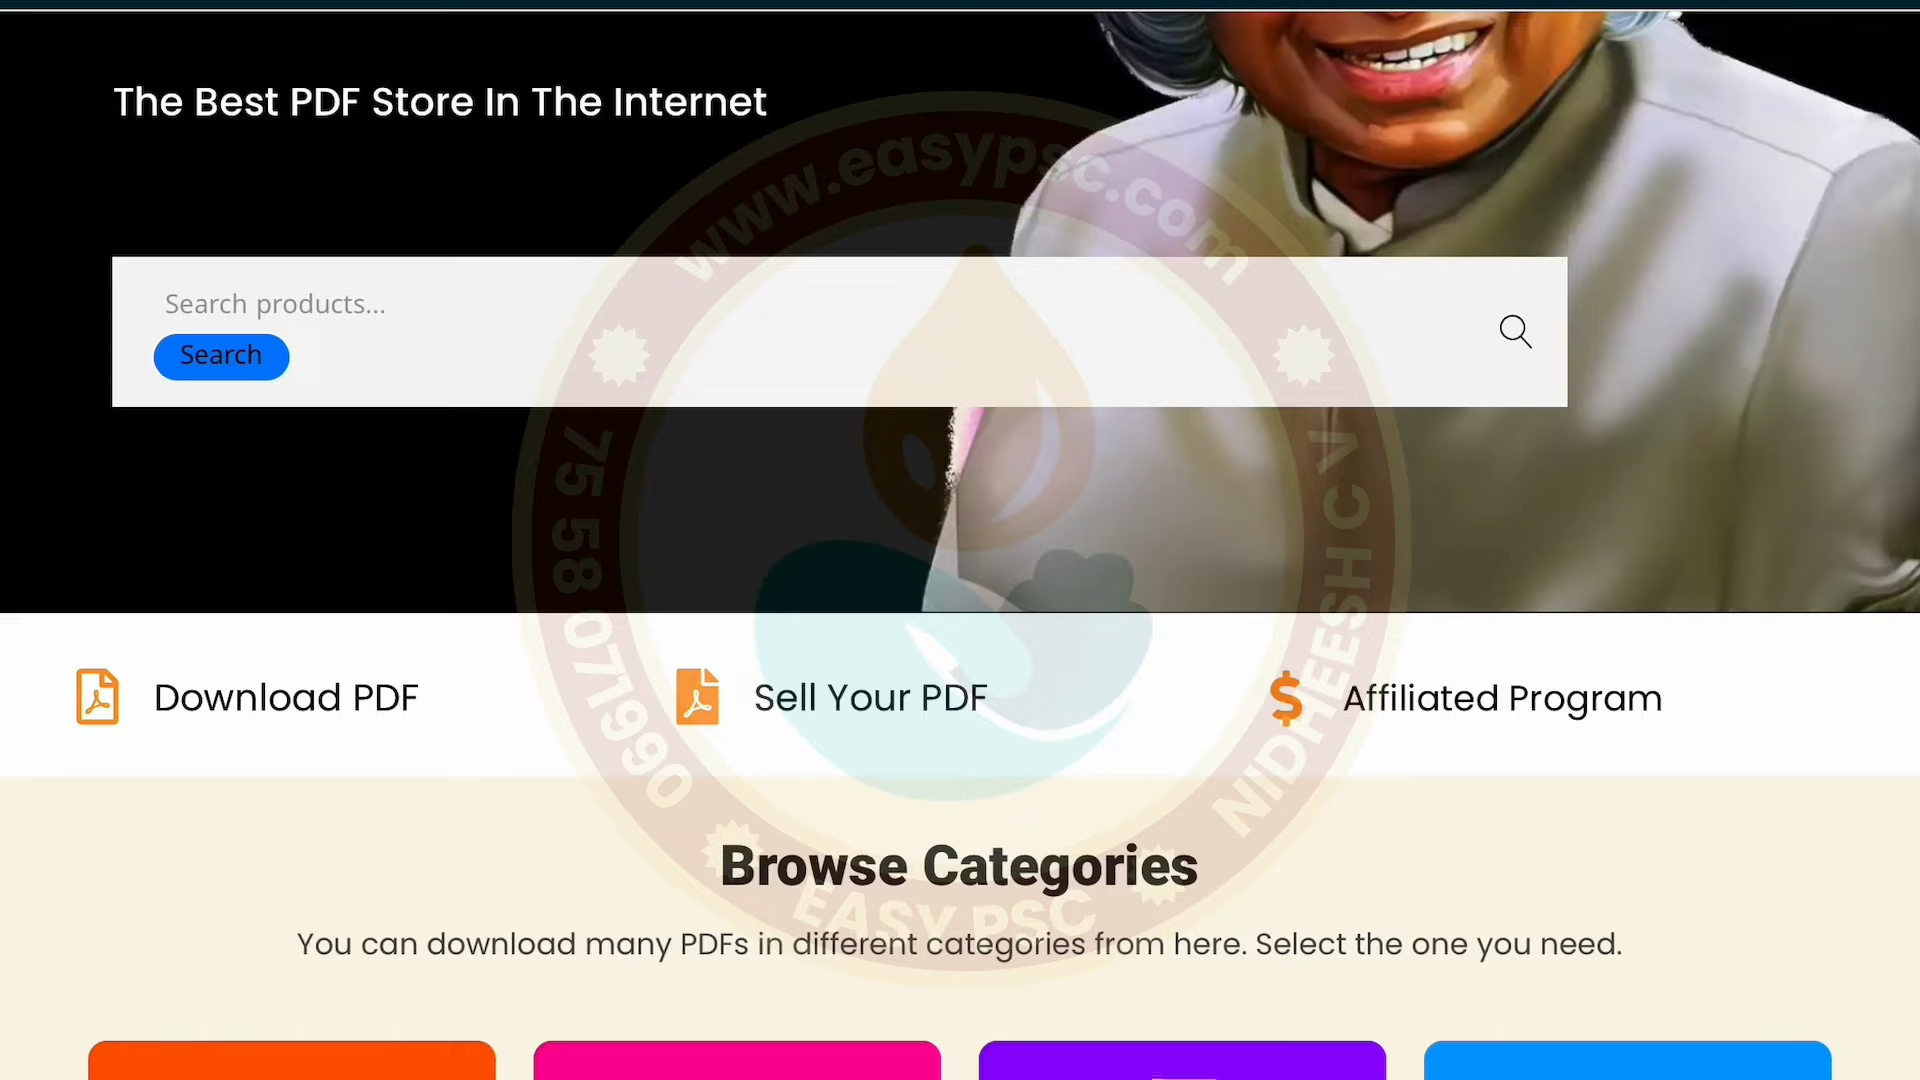 The Best PDF Store In The Internet
www.easypsc.com
Search products...
Search
75 58 071690
NIDHEESH C V
Download PDF
Sell Your PDF
Affiliated Program
Browse Categories
EASY PSC
You can download many PDFs in different categories from here. Select the one you need.